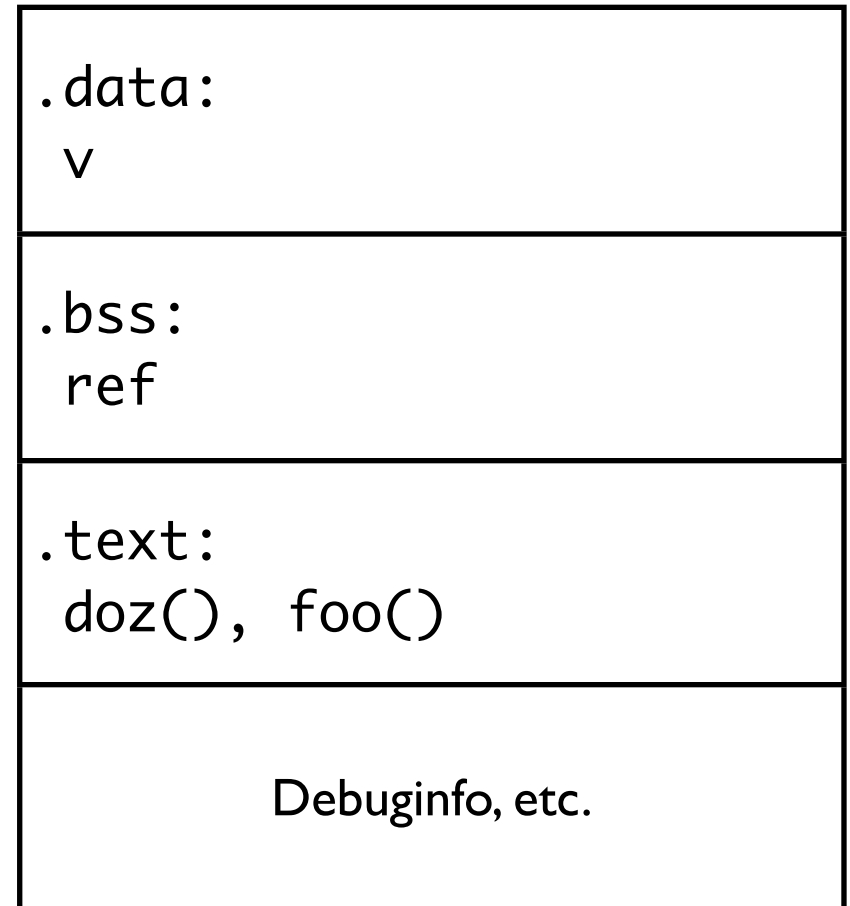 .data:
v
.bss:
ref
.text:
doz(), foo()
Debuginfo, etc.